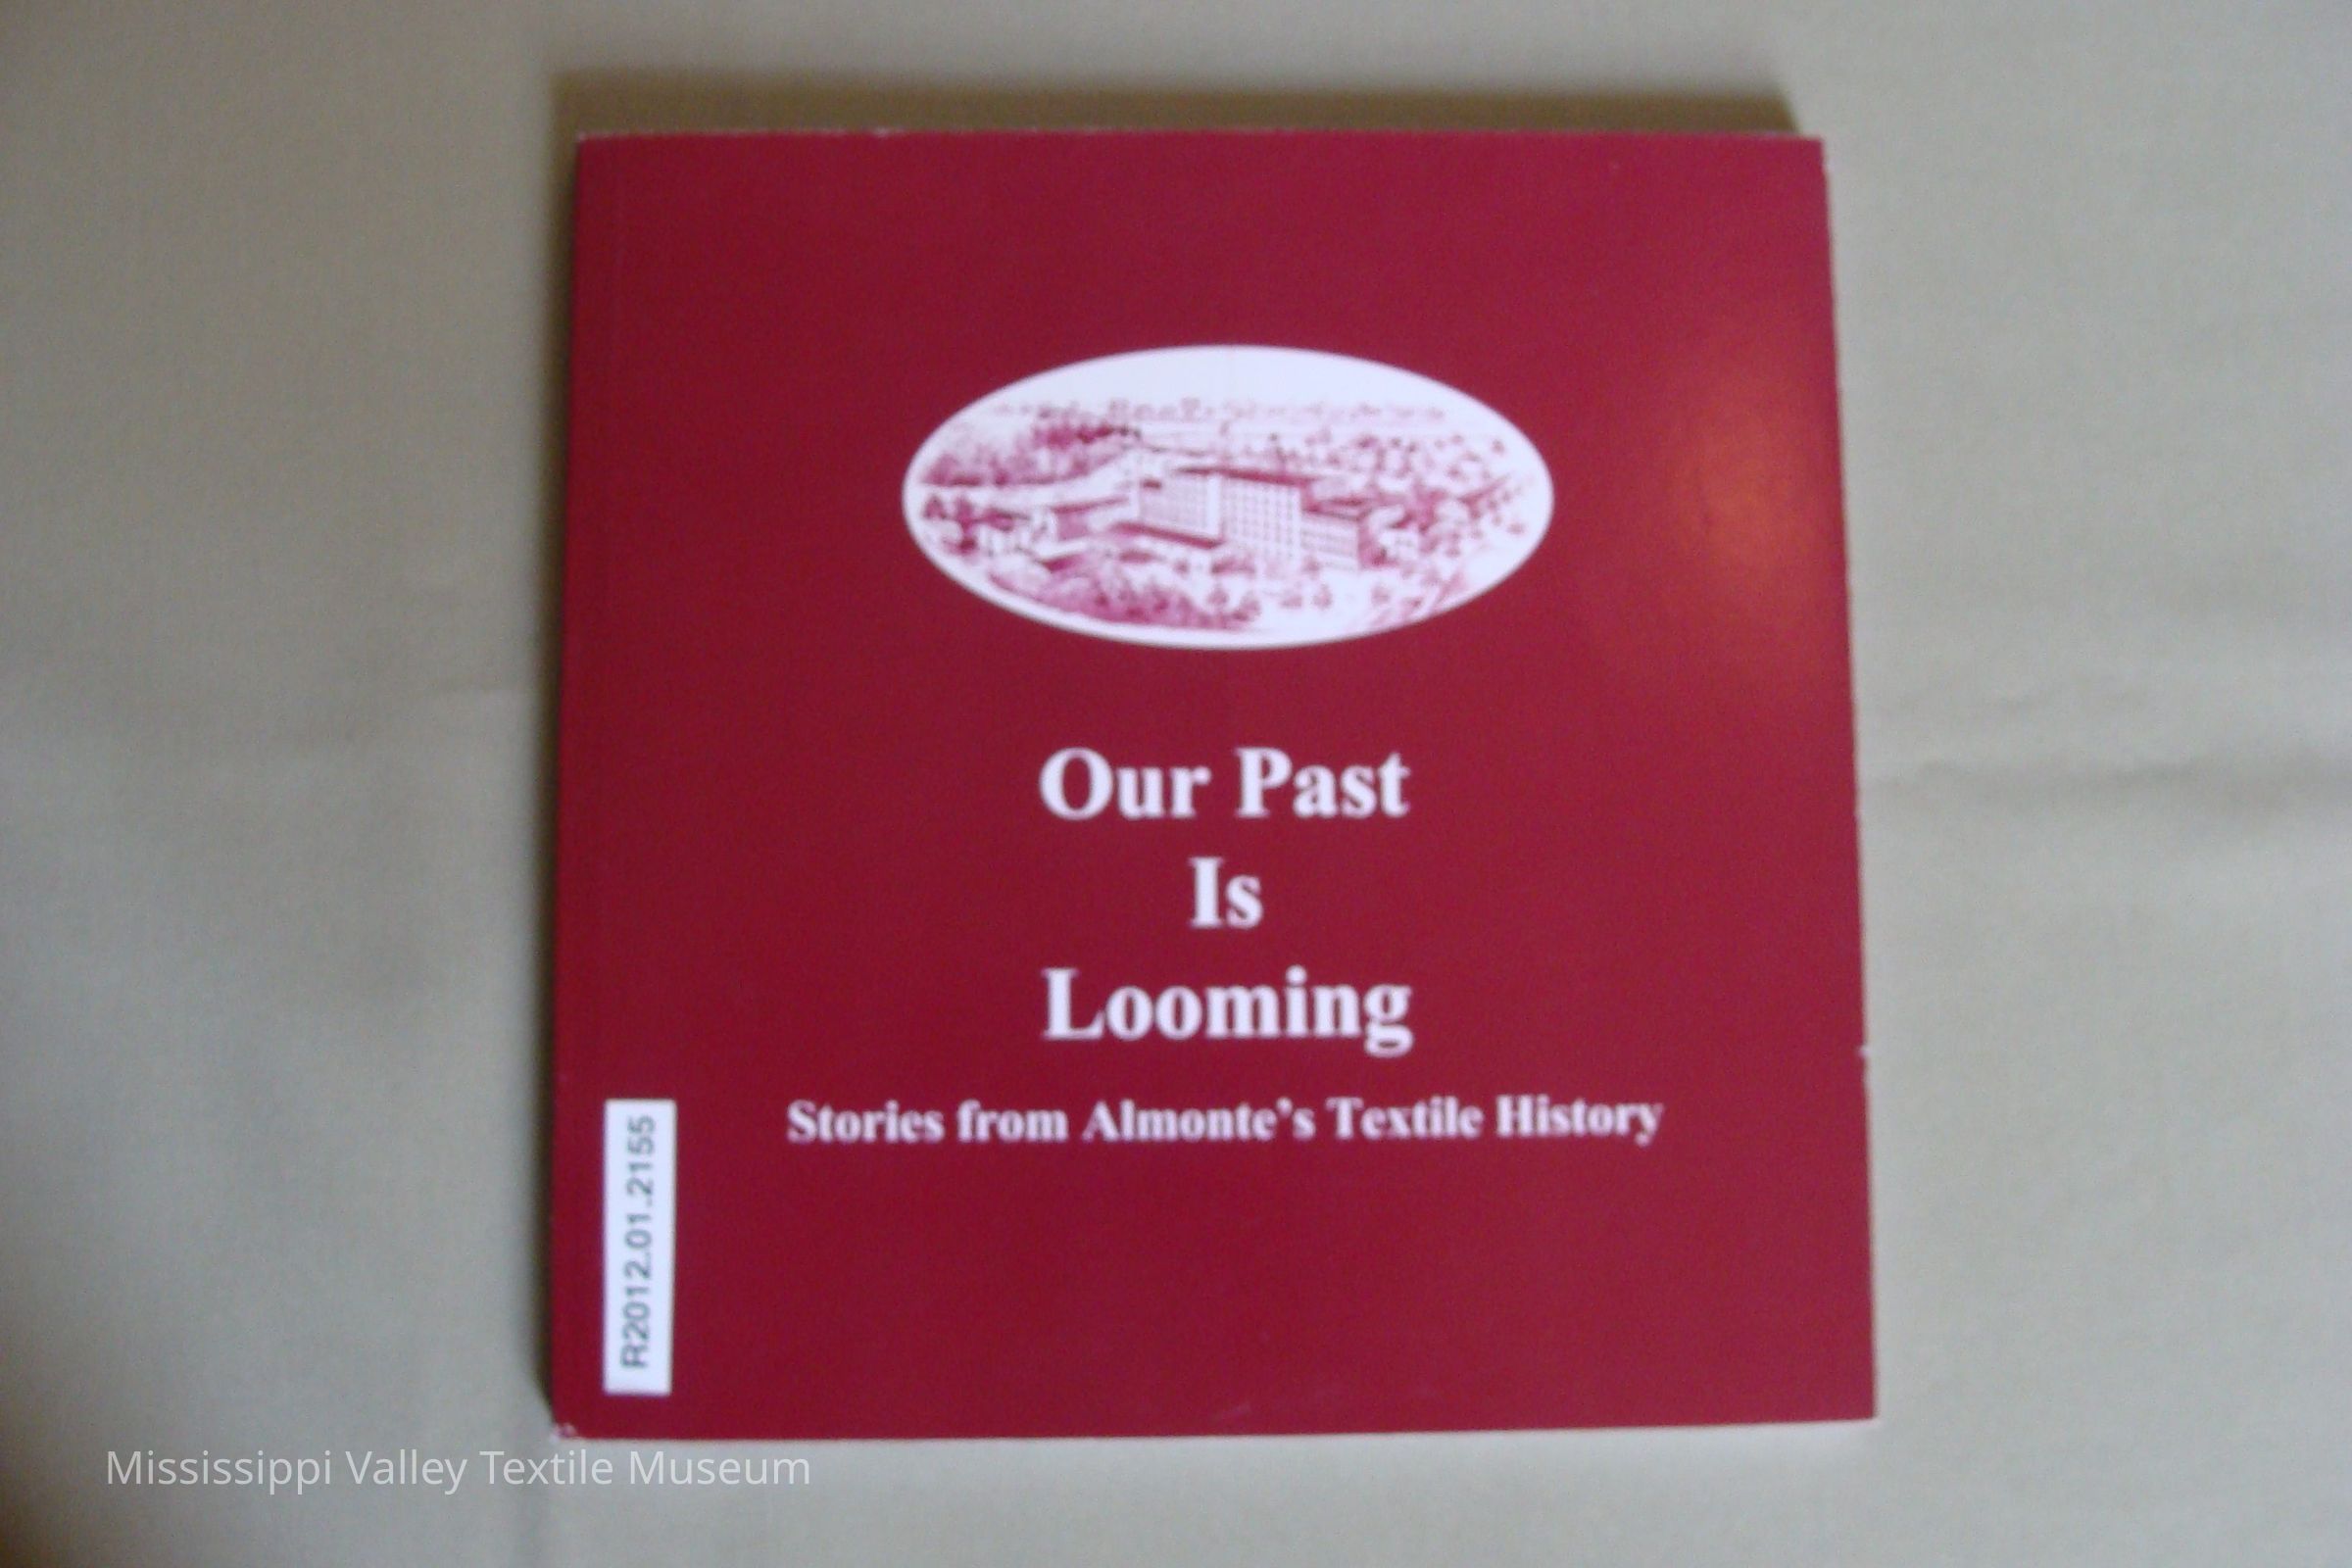 Our Past
Is
Looming
Stories from Almonte's Textile History
R2012.01.2155
Mississippi Valley Textile Museum